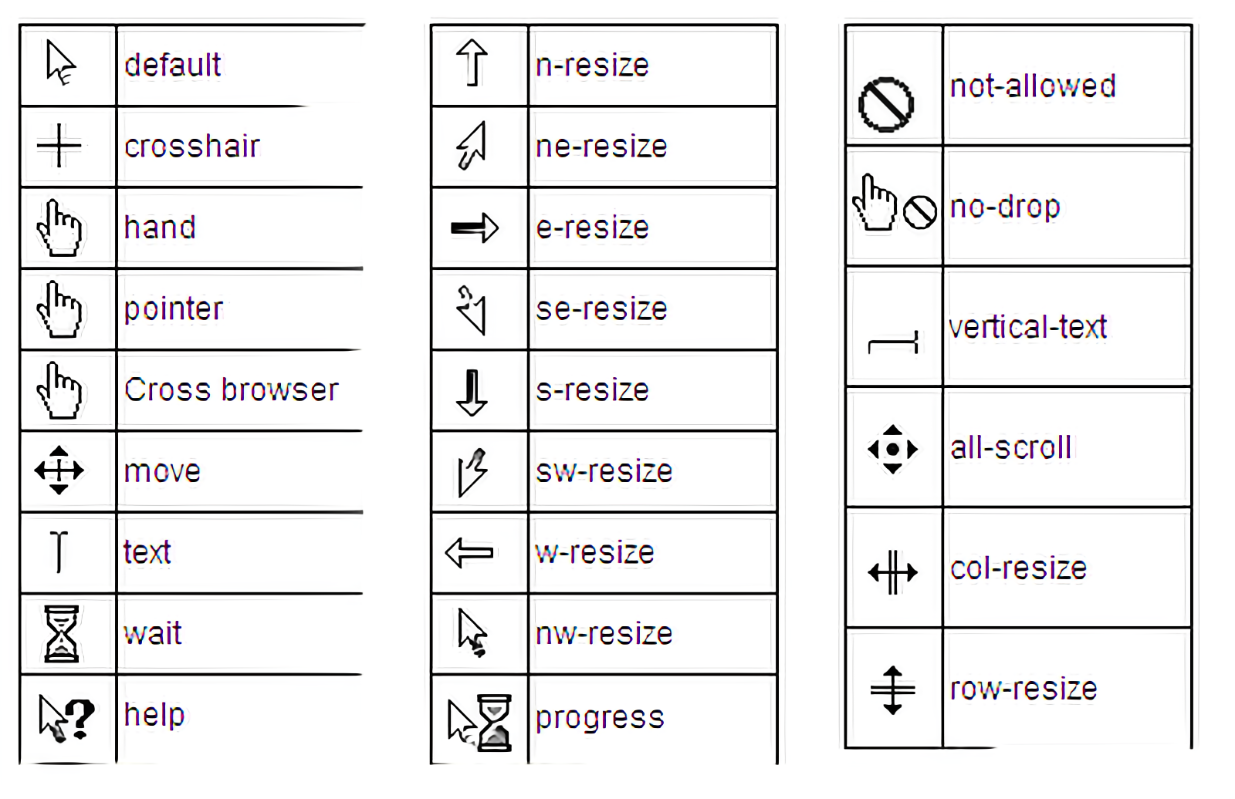 default
crosshair
hand
pointer
Cross browser
move
text
wait
help
n-resize
ne-resize
e-resize
se-resize
s-resize
sw-resize
w-resize
nw-resize
progress
not-allowed
no-drop
vertical-text
all-scroll
col-resize
row-resize